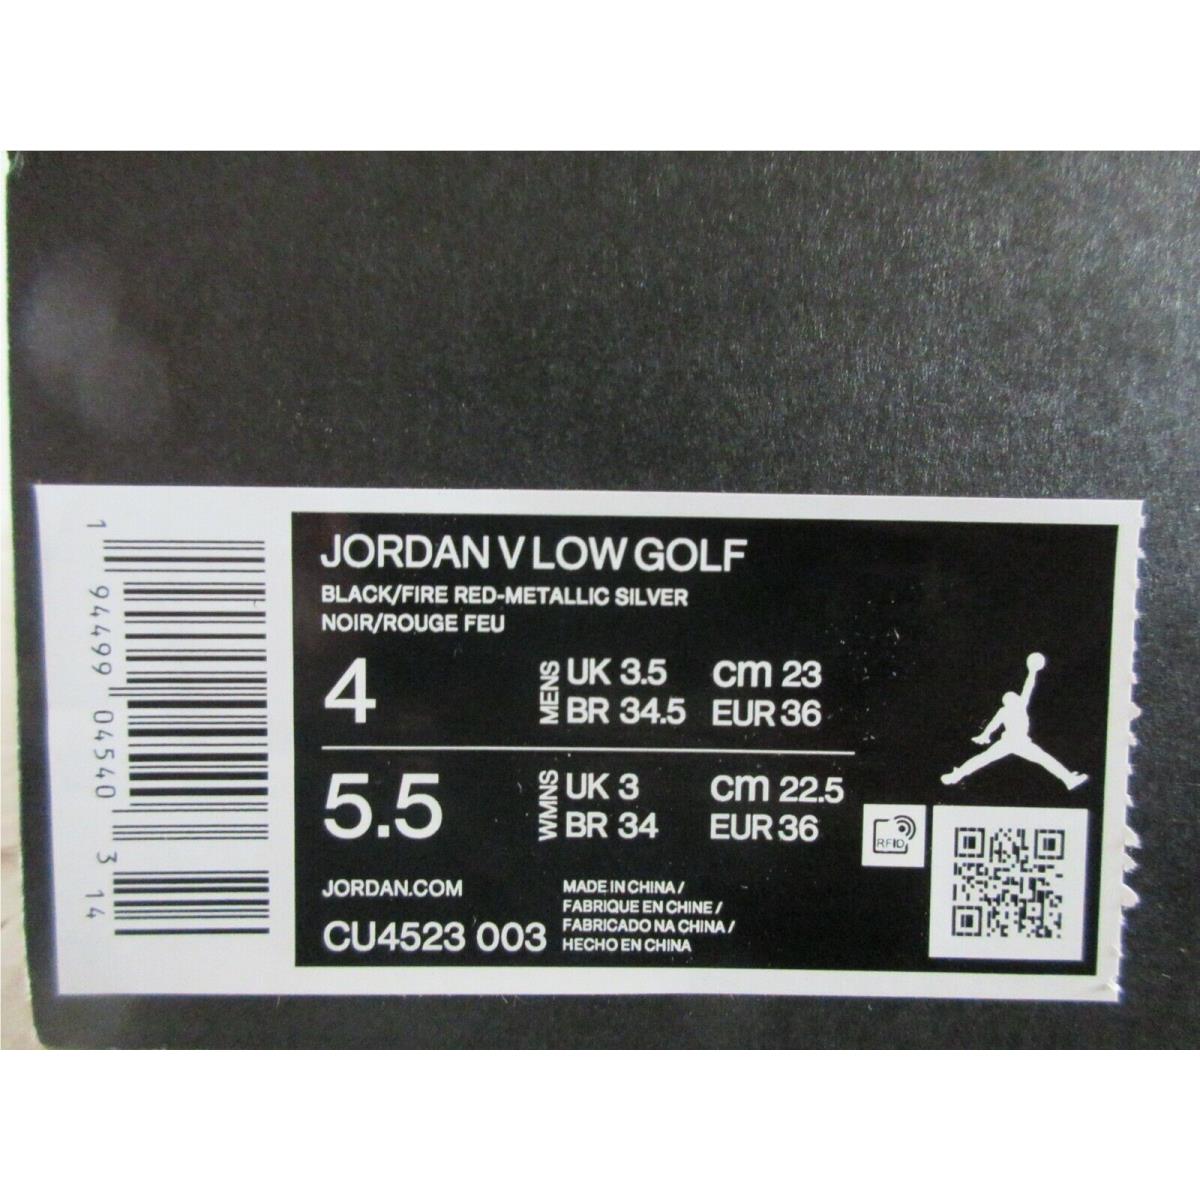 JORDAN V LOW GOLF
BLACK/FIRE RED-METALLIC SILVER
NOIR/ROUGE FEU
4 MENS UK 3.5 cm 23
BR 34.5 EUR 36
5.5 WMNS UK 3 cm 22.5
BR 34 EUR 36
RFID
JORDAN.COM
CU4523 003
MADE IN CHINA /
FABRIQUE EN CHINE /
FABRICADO NA CHINA /
HECHO EN CHINA
1 94499 04540 3 14